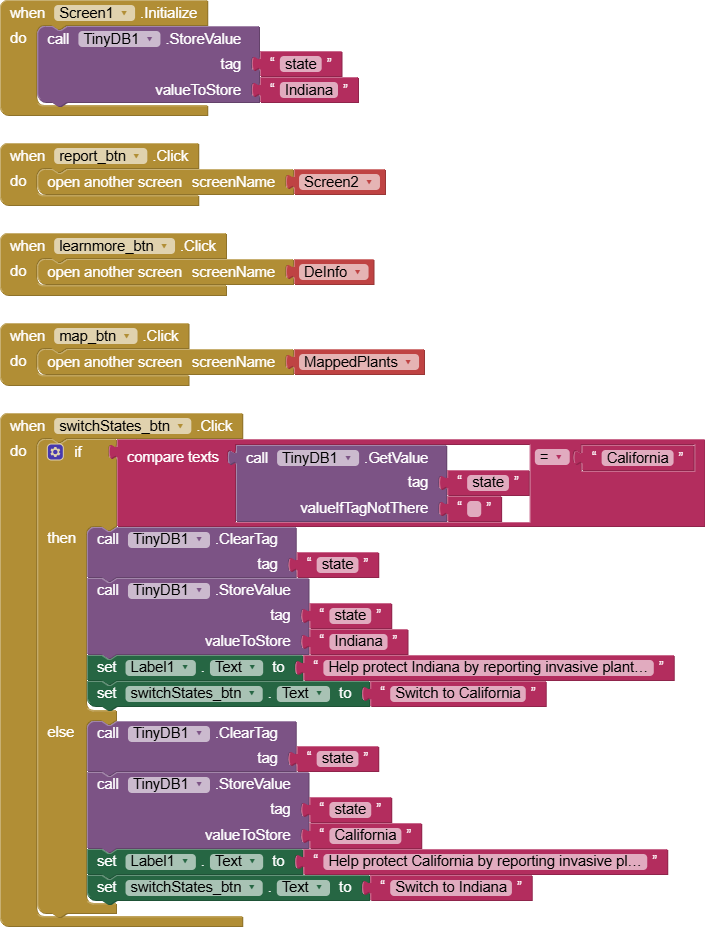 when Screen1 .Initialize
do call TinyDB1 .StoreValue
tag " state "
valueToStore " Indiana "
when report_btn .Click
do open another screen screenName Screen2
when learnmore_btn .Click
do open another screen screenName DeInfo
when map_btn .Click
do open another screen screenName MappedPlants
when switchStates_btn .Click
do if compare texts call TinyDB1 .GetValue = " California "
tag " state "
valueIfTagNotThere " "
then call TinyDB1 .ClearTag
tag " state "
call TinyDB1 .StoreValue
tag " state "
valueToStore " Indiana "
set Label1 . Text to " Help protect Indiana by reporting invasive plant... "
set switchStates_btn . Text to " Switch to California "
else call TinyDB1 .ClearTag
tag " state "
call TinyDB1 .StoreValue
tag " state "
valueToStore " California "
set Label1 . Text to " Help protect California by reporting invasive pl... "
set switchStates_btn . Text to " Switch to Indiana "